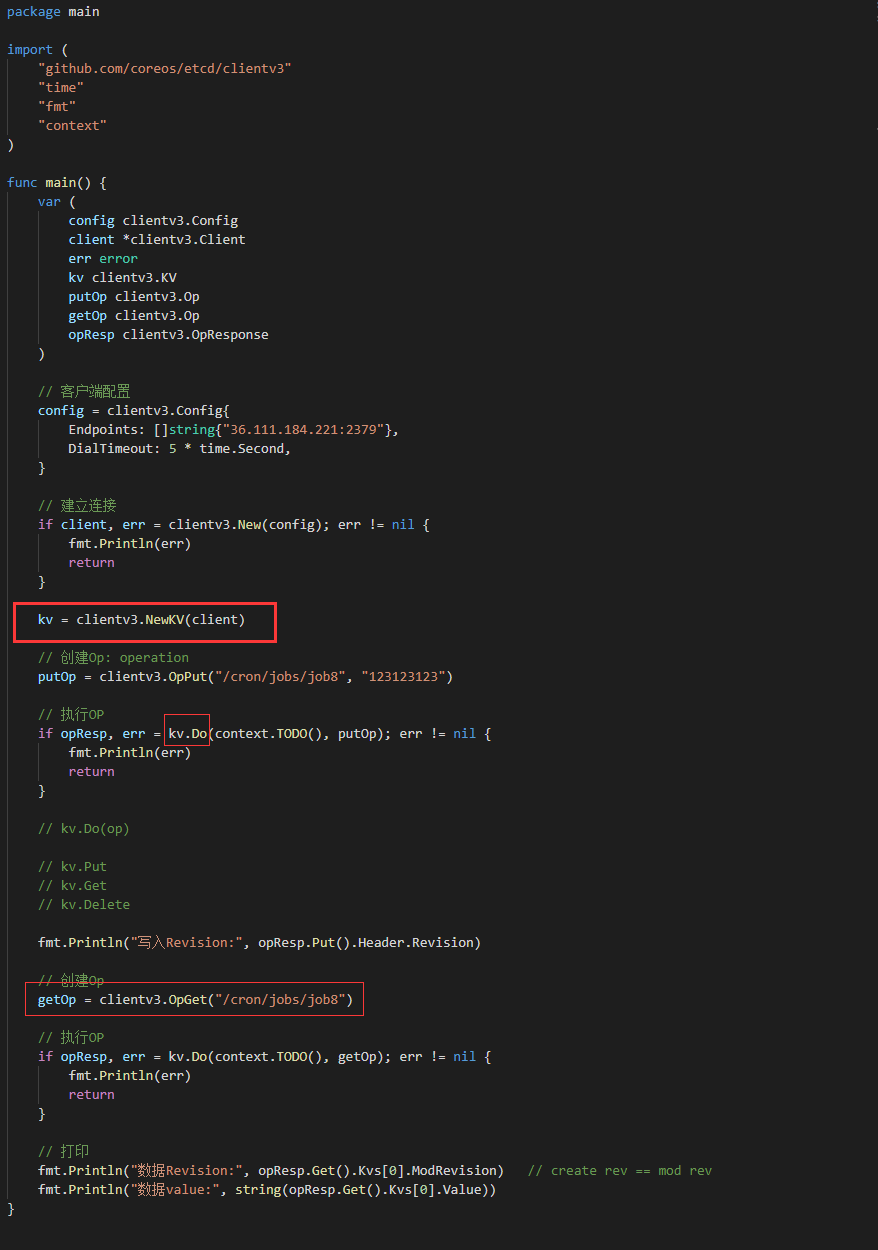 package main
import (
"github.com/coreos/etcd/clientv3"
"time"
"fmt"
"context"
)
func main() {
var (
config clientv3.Config
client *clientv3.Client
err error
kv clientv3.KV
putOp clientv3.Op
getOp clientv3.Op
opResp clientv3.OpResponse
)
// 客户端配置
config = clientv3.Config{
Endpoints: []string{"36.111.184.221:2379"},
DialTimeout: 5 * time.Second,
}
// 建立连接
if client, err = clientv3.New(config); err != nil {
fmt.Println(err)
return
}
kv = clientv3.NewKV(client)
// 创建Op: operation
putOp = clientv3.OpPut("/cron/jobs/job8", "123123123")
// 执行OP
if opResp, err = kv.Do(context.TODO(), putOp); err != nil {
fmt.Println(err)
return
}
// kv.Do(op)
// kv.Put
// kv.Get
// kv.Delete
fmt.Println("写入Revision:", opResp.Put().Header.Revision)
// 创建Op
getOp = clientv3.OpGet("/cron/jobs/job8")
// 执行OP
if opResp, err = kv.Do(context.TODO(), getOp); err != nil {
fmt.Println(err)
return
}
// 打印
fmt.Println("数据Revision:", opResp.Get().Kvs[0].ModRevision)   // create rev == mod rev
fmt.Println("数据value:", string(opResp.Get().Kvs[0].Value))
}